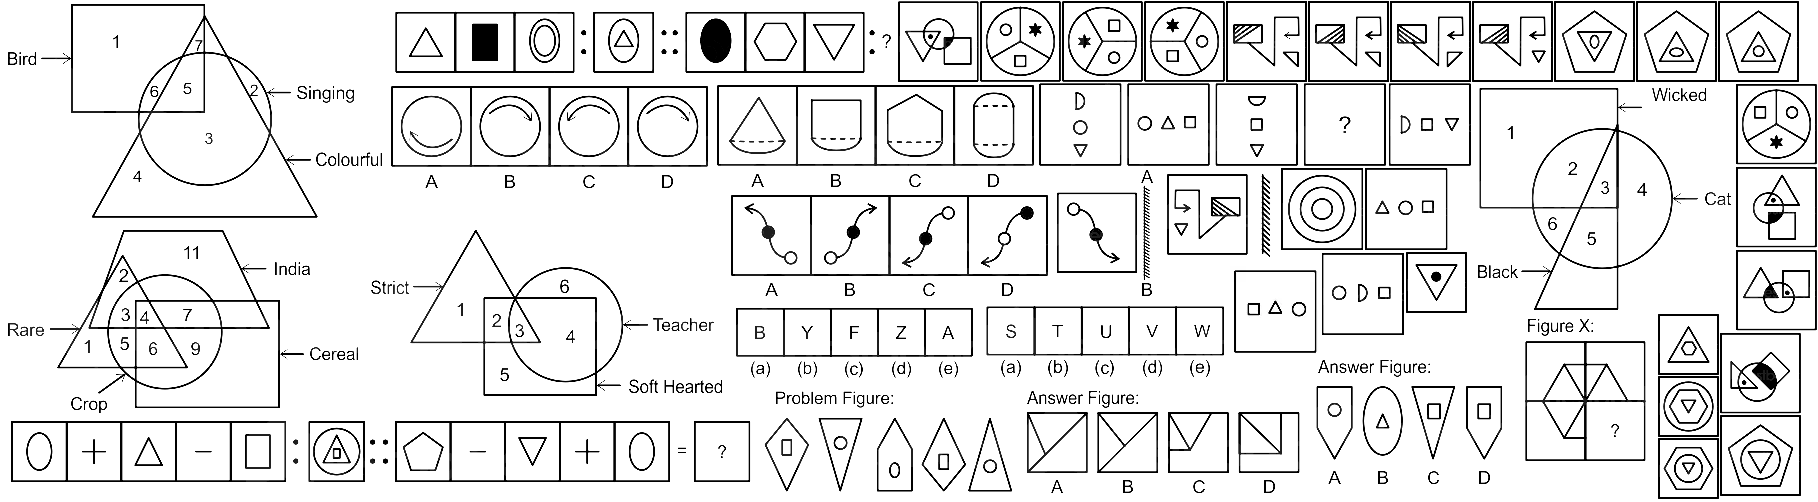 Bird
1
7
6
5
2
3
4
Singing
Colourful
: :: : ?
A B C D
A B C D
?
A
B
A B C D
Wicked
1
2
3
4
6
5
Cat
Black
11
India
2
3 4 7
Rare
1
5
6
9
Cereal
Crop
Strict
6
1
2
3
4
5
Teacher
Soft Hearted
B Y F Z A
(a) (b) (c) (d) (e)
S T U V W
(a) (b) (c) (d) (e)
Figure X:
?
Problem Figure:
Answer Figure:
A B C D
Answer Figure:
A B C D
+ − : :: − + = ?